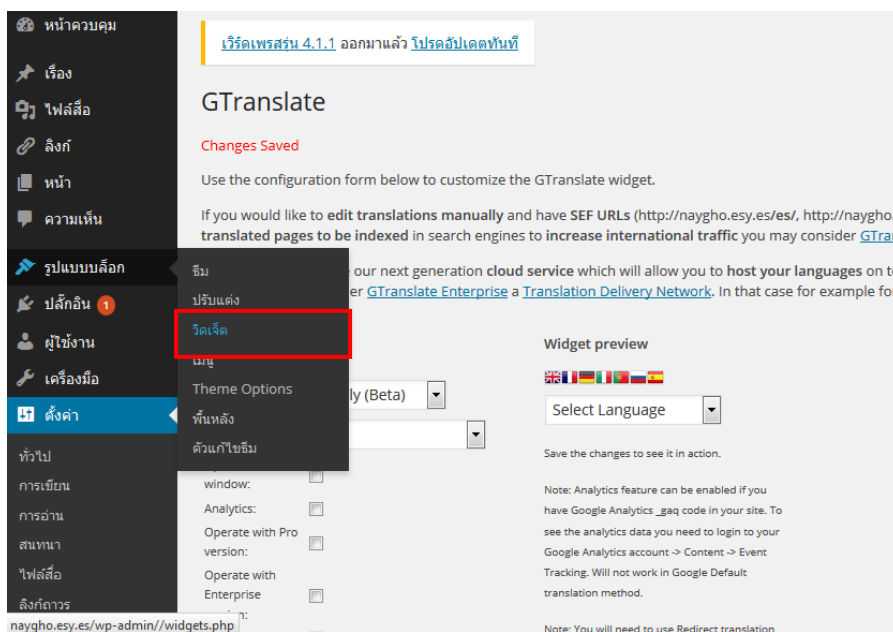 หน้าควบคุม
เรื่อง
ไฟล์สื่อ
ลิงก์
หน้า
ความเห็น
รูปแบบบล็อก
ปลั๊กอิน 1
ผู้ใช้งาน
เครื่องมือ
ตั้งค่า
ทั่วไป
การเขียน
การอ่าน
สนทนา
ไฟล์สื่อ
ลิงก์ถาวร
naygho.esy.es/wp-admin//widgets.php
ธีม
ปรับแต่ง
วิดเจ็ต
เมนู
Theme Options
พื้นหลัง
ตัวแก้ไขธีม
เวิร์ดเพรสรุ่น 4.1.1 ออกมาแล้ว โปรดอัปเดตทันที
GTranslate
Changes Saved
Use the configuration form below to customize the GTranslate widget.
If you would like to edit translations manually and have SEF URLs (http://naygho.esy.es/es/, http://naygho.
translated pages to be indexed in search engines to increase international traffic you may consider GTra
our next generation cloud service which will allow you to host your languages on
er GTranslate Enterprise a Translation Delivery Network. In that case for example fo
ly (Beta)
window:
Analytics:
Operate with Pro
version:
Operate with
Enterprise
Widget preview
Select Language
Save the changes to see it in action.
Note: Analytics feature can be enabled if you
have Google Analytics _gaq code in your site. To
see the analytics data you need to login to your
Google Analytics account -> Content -> Event
Tracking. Will not work in Google Default
translation method.
Note: You will need to use Redirect translation